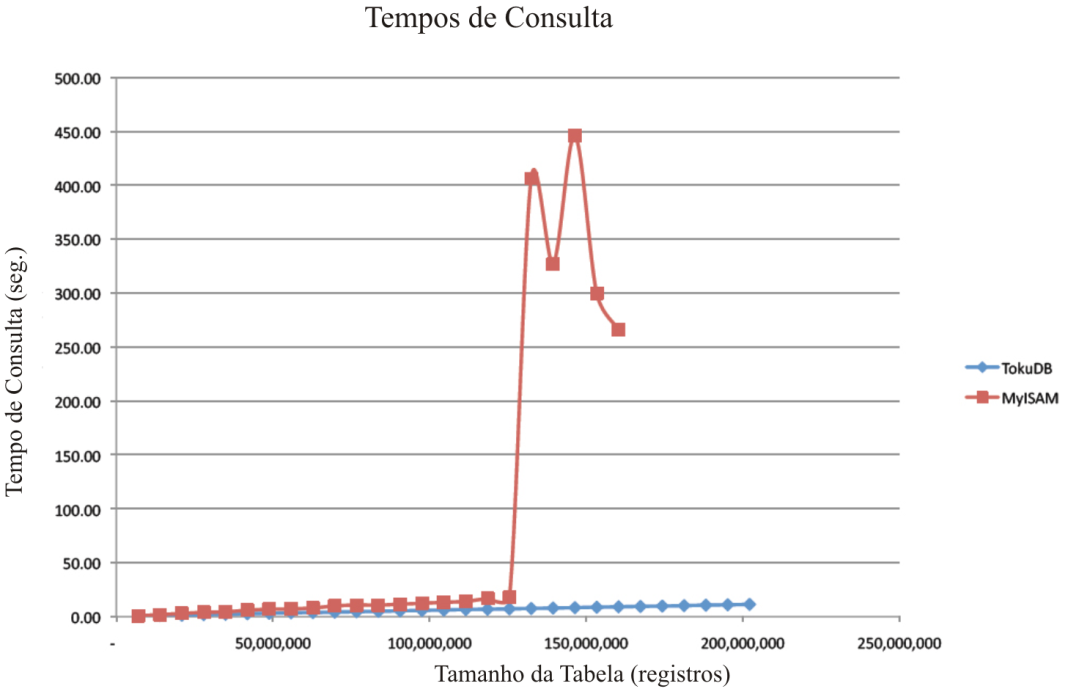 Tempos de Consulta
500.00
450.00
400.00
350.00
300.00
250.00
200.00
150.00
100.00
50.00
0.00
Tempo de Consulta (seg.)
- 50,000,000 100,000,000 150,000,000 200,000,000 250,000,000
Tamanho da Tabela (registros)
TokuDB
MyISAM